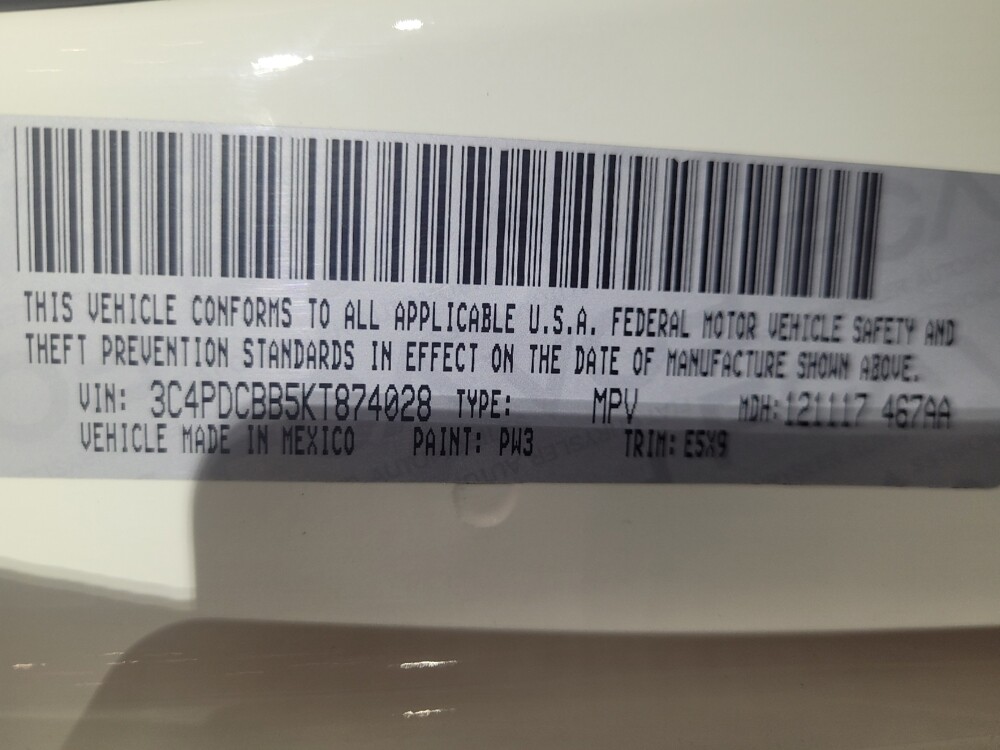 THIS VEHICLE CONFORMS TO ALL APPLICABLE U.S.A. FEDERAL MOTOR VEHICLE SAFETY AND
THEFT PREVENTION STANDARDS IN EFFECT ON THE DATE OF MANUFACTURE SHOWN ABOVE.
VIN: 3C4PDCBB5KT874028 TYPE: MPV MDH: 121117 467AA
VEHICLE MADE IN MEXICO PAINT: PW3 TRIM: E5X9